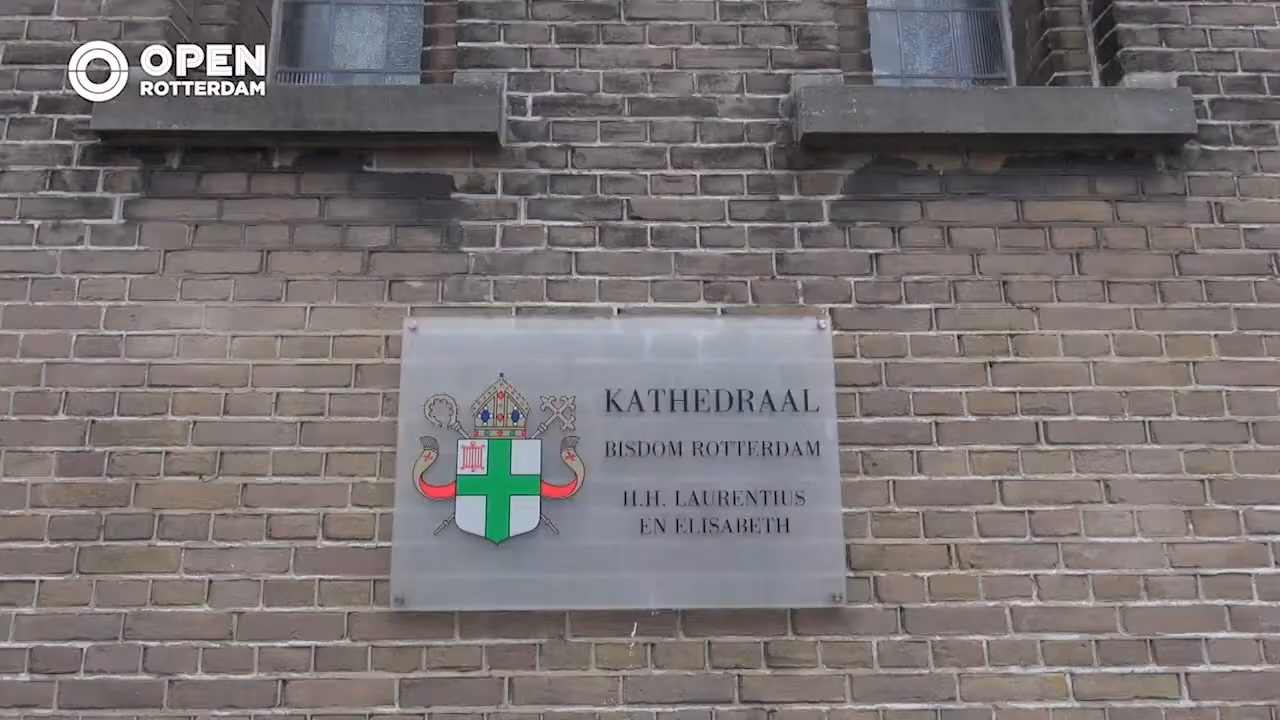 OPEN
ROTTERDAM
KATHEDRAAL
BISDOM ROTTERDAM
H.H. LAURENTIUS
EN ELISABETH